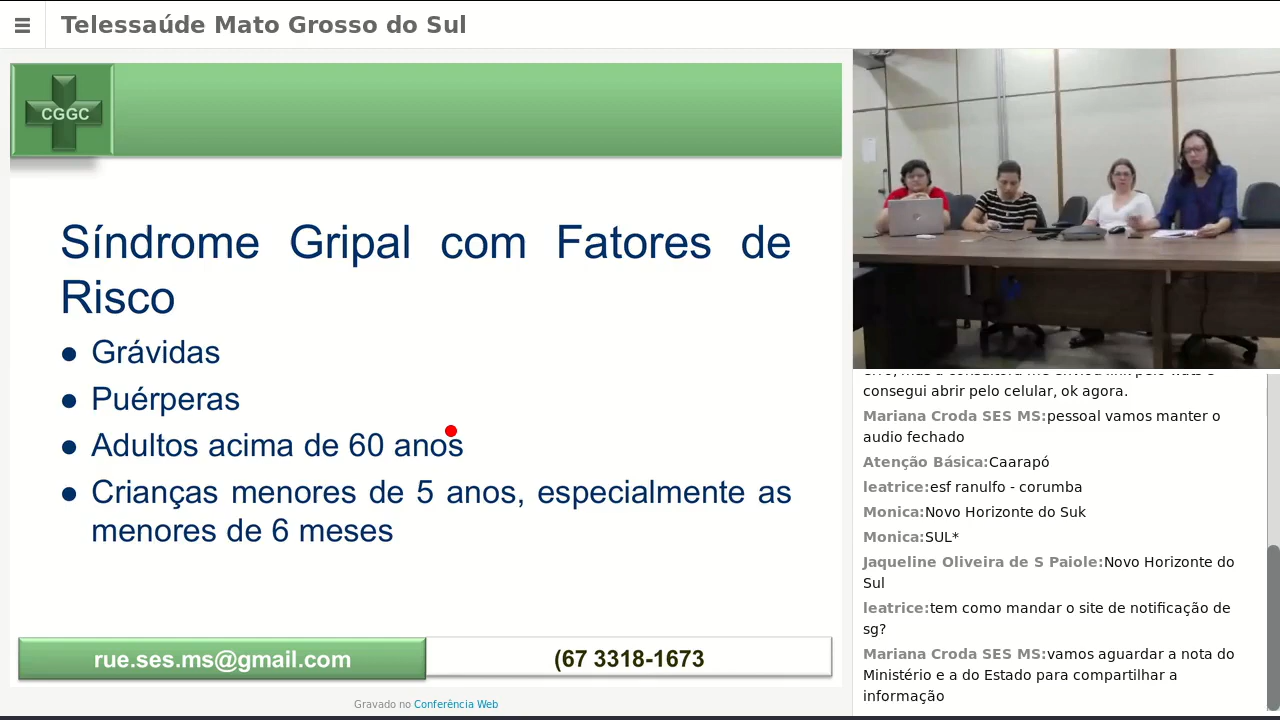 Telessaúde Mato Grosso do Sul
CGGC
Síndrome Gripal com Fatores de
Risco
● Grávidas
● Puérperas
● Adultos acima de 60 anos
● Crianças menores de 5 anos, especialmente as
menores de 6 meses
rue.ses.ms@gmail.com
(67 3318-1673
Gravado no Conferência Web
consegui abrir pelo celular, ok agora.
Mariana Croda SES MS:pessoal vamos manter o
audio fechado
Atenção Básica:Caarapó
leatrice:esf ranulfo - corumba
Monica:Novo Horizonte do Suk
Monica:SUL*
Jaqueline Oliveira de S Paiole:Novo Horizonte do
Sul
leatrice:tem como mandar o site de notificação de
sg?
Mariana Croda SES MS:vamos aguardar a nota do
Ministério e a do Estado para compartilhar a
informação